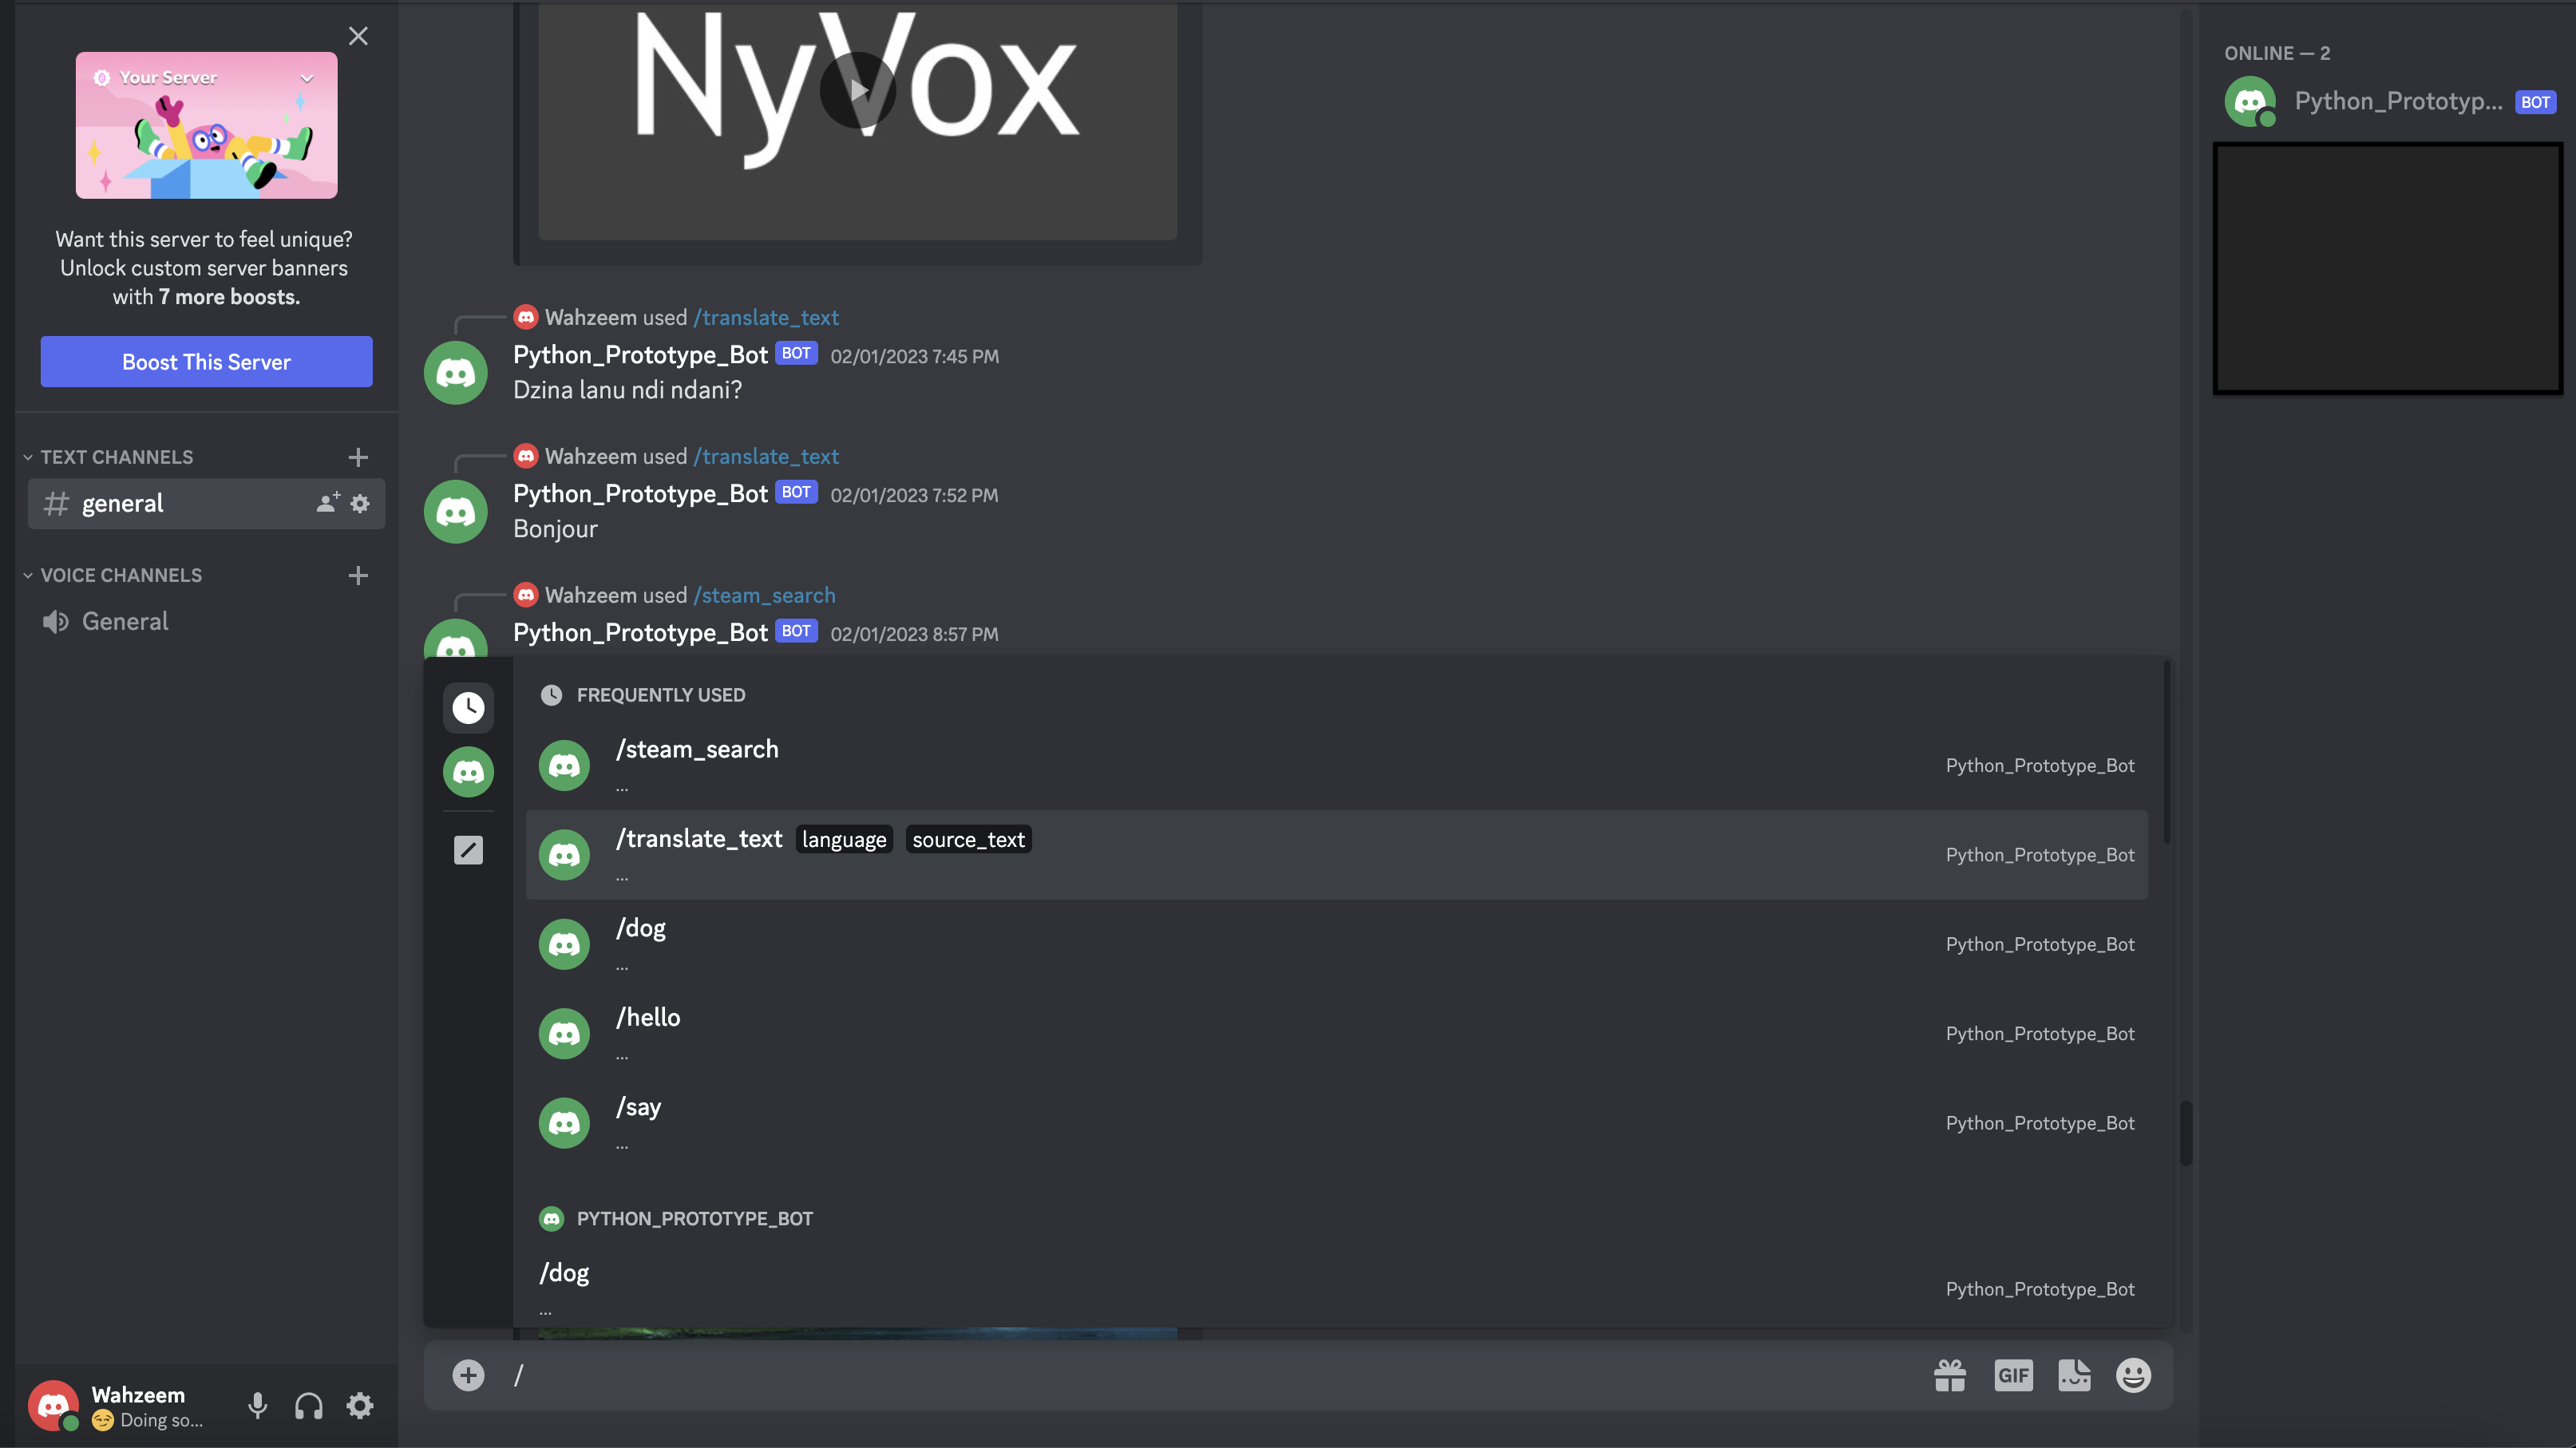 Your Server
Want this server to feel unique?
Unlock custom server banners
with 7 more boosts.
Boost This Server
TEXT CHANNELS
# general
VOICE CHANNELS
General
Wahzeem
Doing so...
NyVox
Wahzeem used /translate_text
Python_Prototype_Bot BOT 02/01/2023 7:45 PM
Dzina lanu ndi ndani?
Wahzeem used /translate_text
Python_Prototype_Bot BOT 02/01/2023 7:52 PM
Bonjour
Wahzeem used /steam_search
Python_Prototype_Bot BOT 02/01/2023 8:57 PM
FREQUENTLY USED
/steam_search
...
Python_Prototype_Bot
/translate_text language source_text
...
Python_Prototype_Bot
/dog
...
Python_Prototype_Bot
/hello
...
Python_Prototype_Bot
/say
...
Python_Prototype_Bot
PYTHON_PROTOTYPE_BOT
/dog
...
Python_Prototype_Bot
/
GIF
ONLINE — 2
Python_Prototyp... BOT